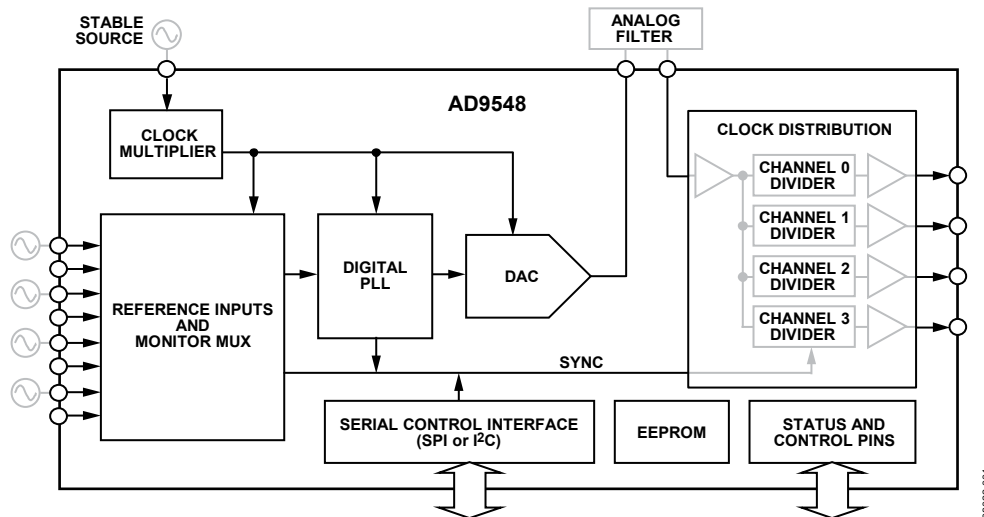 STABLE
SOURCE
ANALOG
FILTER
AD9548
CLOCK
MULTIPLIER
CLOCK DISTRIBUTION
CHANNEL 0
DIVIDER
CHANNEL 1
DIVIDER
CHANNEL 2
DIVIDER
CHANNEL 3
DIVIDER
REFERENCE INPUTS
AND
MONITOR MUX
DIGITAL
PLL
DAC
SYNC
SERIAL CONTROL INTERFACE
(SPI or I²C)
EEPROM
STATUS AND
CONTROL PINS